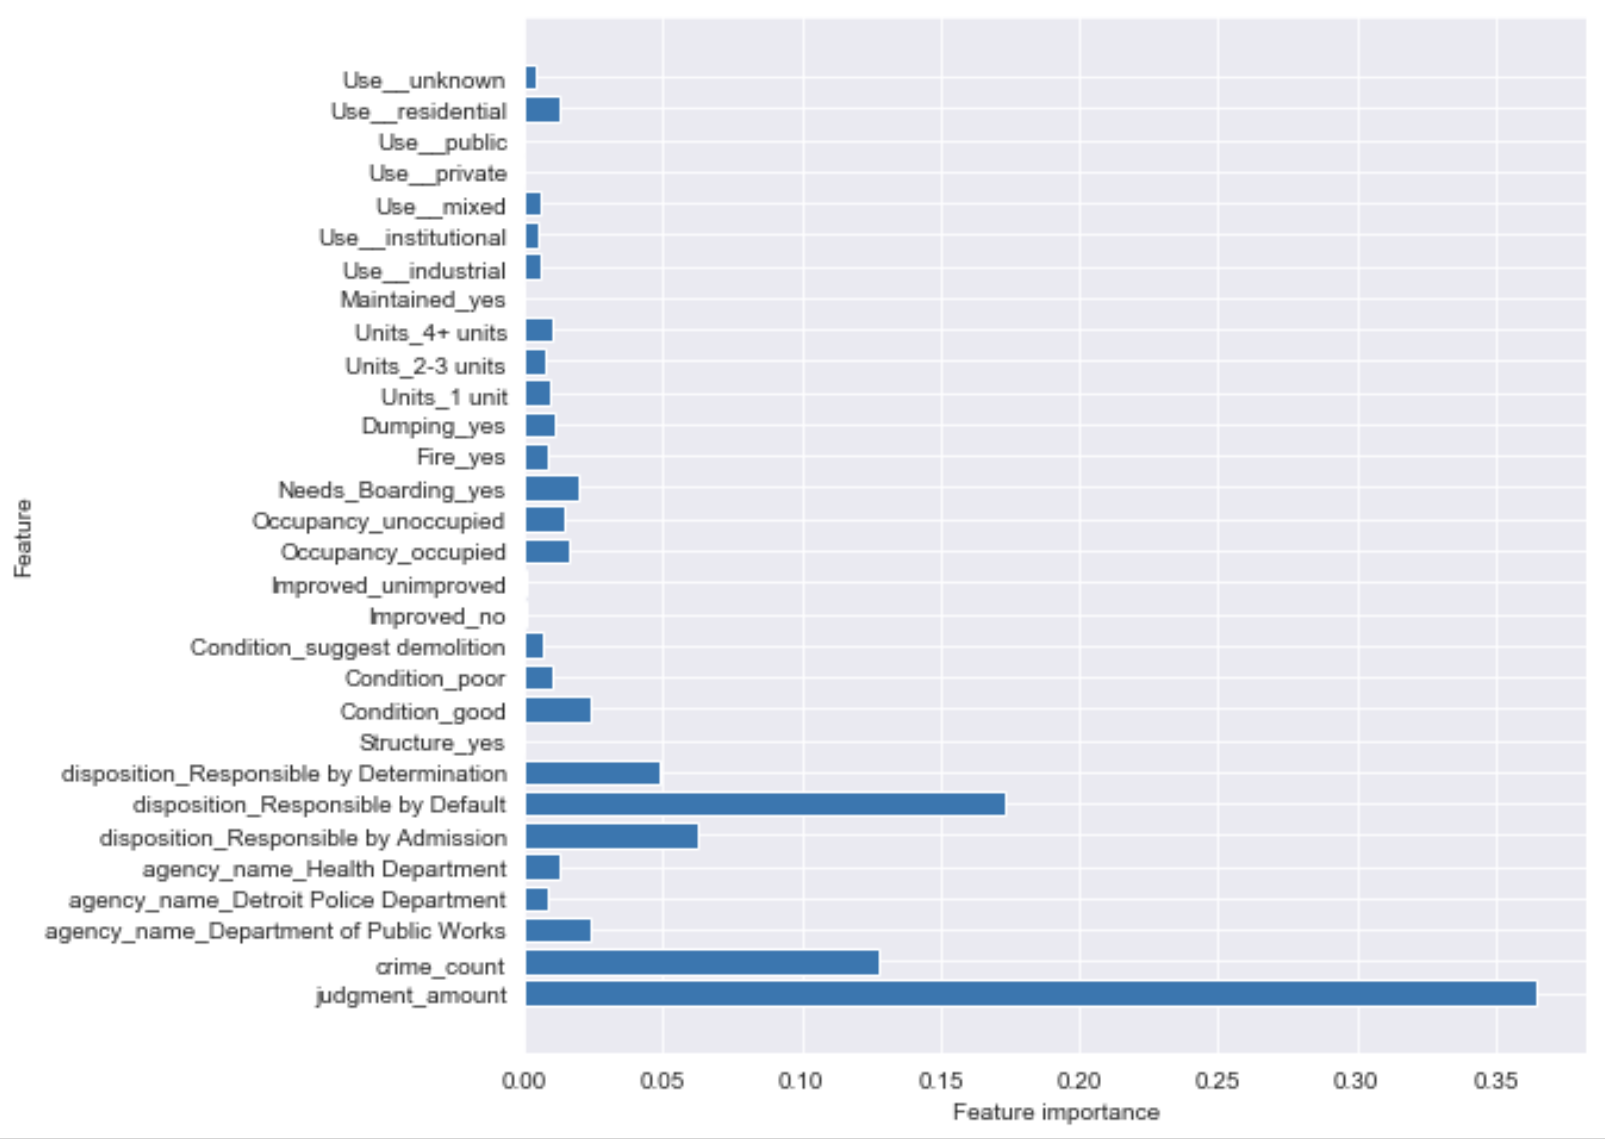 Use__unknown
Use__residential
Use__public
Use__private
Use__mixed
Use__institutional
Use__industrial
Maintained_yes
Units_4+ units
Units_2-3 units
Units_1 unit
Dumping_yes
Fire_yes
Needs_Boarding_yes
Occupancy_unoccupied
Occupancy_occupied
Improved_unimproved
Improved_no
Condition_suggest demolition
Condition_poor
Condition_good
Structure_yes
disposition_Responsible by Determination
disposition_Responsible by Default
disposition_Responsible by Admission
agency_name_Health Department
agency_name_Detroit Police Department
agency_name_Department of Public Works
crime_count
judgment_amount
Feature
0.00 0.05 0.10 0.15 0.20 0.25 0.30 0.35
Feature importance